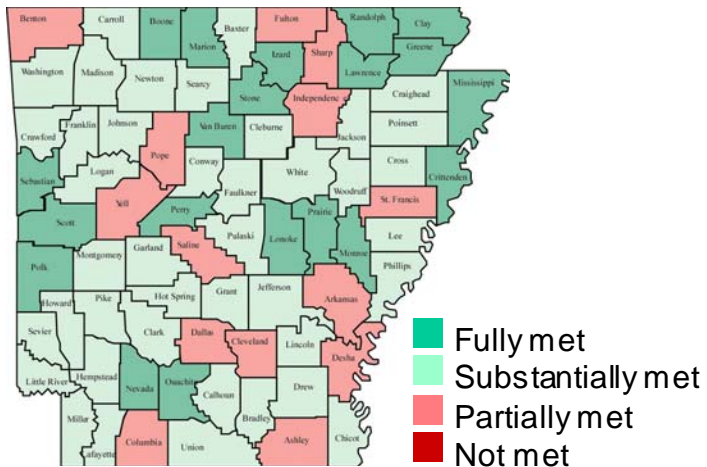 Benton
Carroll
Boone
Marion
Baxter
Fulton
Sharp
Randolph
Clay
Greene
Izard
Lawrence
Washington
Madison
Newton
Searcy
Stone
Independenc e
Mississippi
Craighead
Poinsett
Crawford
Franklin
Johnson
Pope
Van Buren
Cleburne
Jackson
Cross
Crittenden
Sebastian
Logan
Conway
Faulkner
White
Woodruff
St. Francis
Scott
Yell
Perry
Pulaski
Lonoke
Prairie
Monroe
Lee
Phillips
Polk
Montgomery
Garland
Saline
Howard
Pike
Hot Spring
Grant
Jefferson
Arkansas
Sevier
Clark
Dallas
Cleveland
Lincoln
Desha
Little River
Hempstead
Nevada
Ouachit
Calhoun
Bradley
Drew
Miller
Lafayette
Columbia
Union
Ashley
Chicot
Fully met
Substantially met
Partially met
Not met